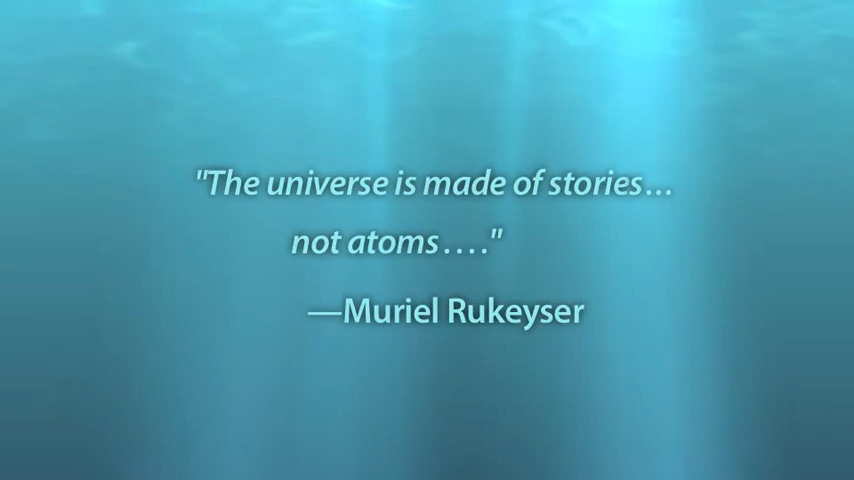 "The universe is made of stories...
not atoms...."
—Muriel Rukeyser